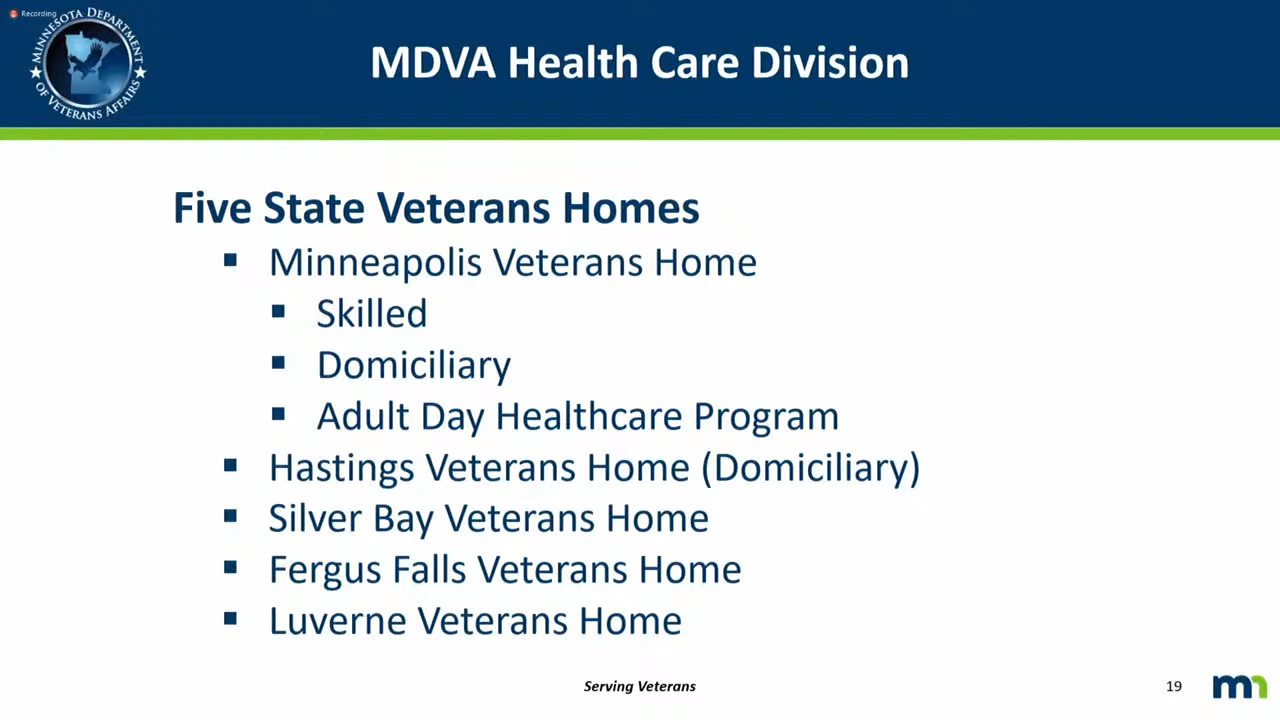 Recording
MINNESOTA DEPARTMENT
OF VETERANS AFFAIRS
MDVA Health Care Division
Five State Veterans Homes
▪ Minneapolis Veterans Home
▪ Skilled
▪ Domiciliary
▪ Adult Day Healthcare Program
▪ Hastings Veterans Home (Domiciliary)
▪ Silver Bay Veterans Home
▪ Fergus Falls Veterans Home
▪ Luverne Veterans Home
Serving Veterans
19
mn